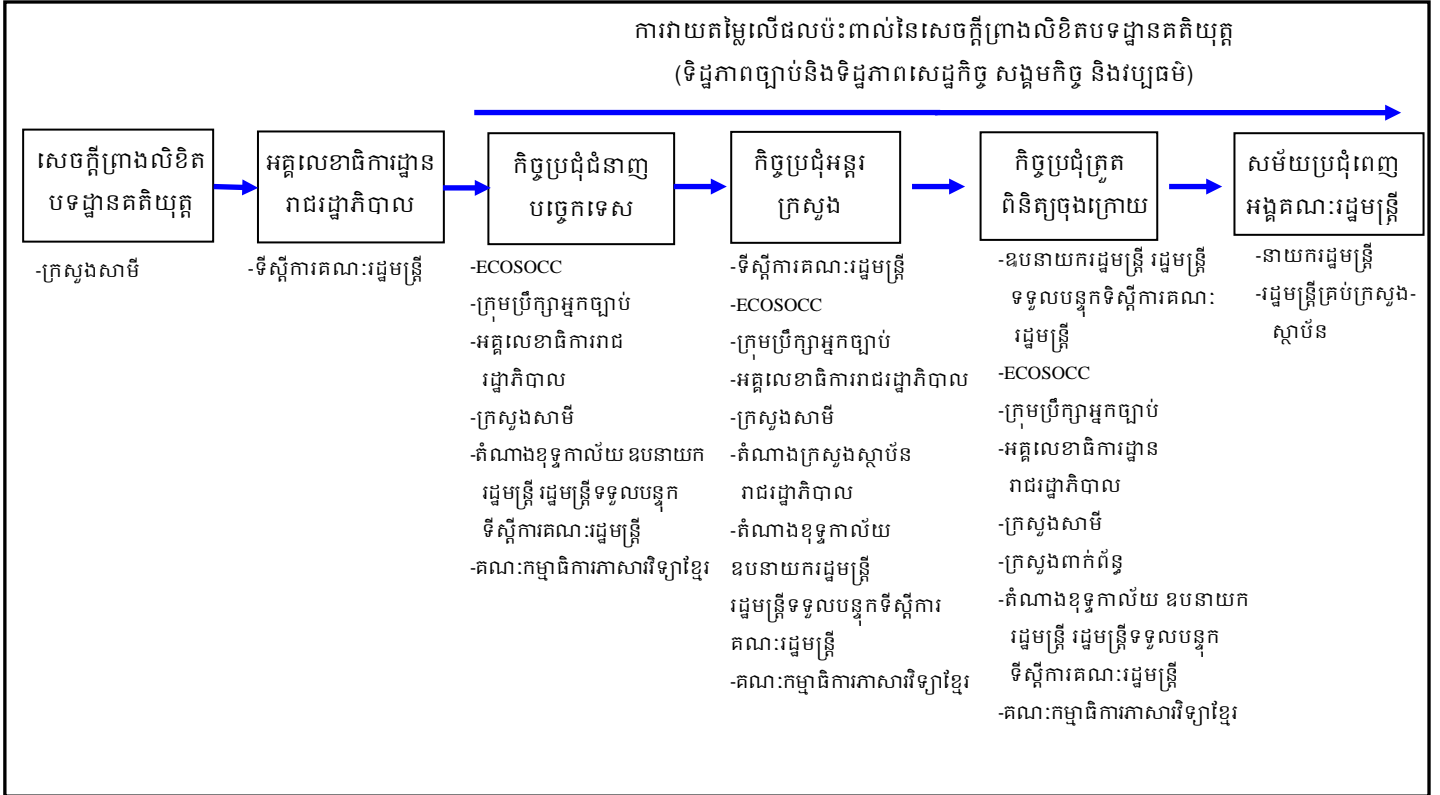 ការវាយតម្លៃលើផលប៉ះពាល់នៃសេចក្តីព្រាងលិខិតបទដ្ឋានគតិយុត្ត
(ទិដ្ឋភាពច្បាប់និងទិដ្ឋភាពសេដ្ឋកិច្ច សង្គមកិច្ច និងវប្បធម៌)
សេចក្តីព្រាងលិខិត
បទដ្ឋានគតិយុត្ត
-ក្រសួងសាមី
អគ្គលេខាធិការដ្ឋាន
រាជរដ្ឋាភិបាល
-ទីស្តីការគណៈរដ្ឋមន្ត្រី
កិច្ចប្រជុំជំនាញ
បច្ចេកទេស
-ECOSOCC
-ក្រុមប្រឹក្សាអ្នកច្បាប់
-អគ្គលេខាធិការរាជ
រដ្ឋាភិបាល
-ក្រសួងសាមី
-តំណាងខុទ្ទកាល័យ ឧបនាយក
រដ្ឋមន្ត្រី រដ្ឋមន្ត្រីទទួលបន្ទុក
ទីស្តីការគណៈរដ្ឋមន្ត្រី
-គណៈកម្មាធិការភាសាវិទ្យាខ្មែរ
កិច្ចប្រជុំអន្តរ
ក្រសួង
-ទីស្តីការគណៈរដ្ឋមន្ត្រី
-ECOSOCC
-ក្រុមប្រឹក្សាអ្នកច្បាប់
-អគ្គលេខាធិការរាជរដ្ឋាភិបាល
-ក្រសួងសាមី
-តំណាងក្រសួងស្ថាប័ន
រាជរដ្ឋាភិបាល
-តំណាងខុទ្ទកាល័យ
ឧបនាយករដ្ឋមន្ត្រី
រដ្ឋមន្ត្រីទទួលបន្ទុកទីស្តីការ
គណៈរដ្ឋមន្ត្រី
-គណៈកម្មាធិការភាសាវិទ្យាខ្មែរ
កិច្ចប្រជុំត្រួត
ពិនិត្យចុងក្រោយ
-ឧបនាយករដ្ឋមន្ត្រី រដ្ឋមន្ត្រី
ទទួលបន្ទុកទិស្តីការគណៈ
រដ្ឋមន្ត្រី
-ECOSOCC
-ក្រុមប្រឹក្សាអ្នកច្បាប់
-អគ្គលេខាធិការដ្ឋាន
រាជរដ្ឋាភិបាល
-ក្រសួងសាមី
-ក្រសួងពាក់ព័ន្ធ
-តំណាងខុទ្ទកាល័យ ឧបនាយក
រដ្ឋមន្ត្រី រដ្ឋមន្ត្រីទទួលបន្ទុក
ទីស្តីការគណៈរដ្ឋមន្ត្រី
-គណៈកម្មាធិការភាសាវិទ្យាខ្មែរ
សម័យប្រជុំពេញ
អង្គគណៈរដ្ឋមន្ត្រី
-នាយករដ្ឋមន្ត្រី
-រដ្ឋមន្ត្រីគ្រប់ក្រសួង-
ស្ថាប័ន